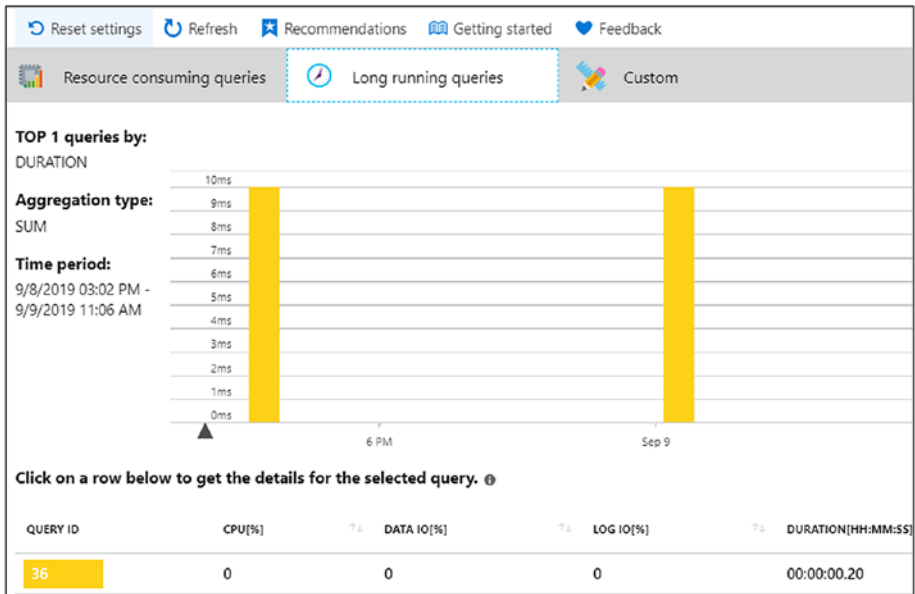 Reset settings Refresh Recommendations Getting started Feedback
Resource consuming queries Long running queries Custom
TOP 1 queries by:
DURATION
Aggregation type:
SUM
Time period:
9/8/2019 03:02 PM -
9/9/2019 11:06 AM
10ms
9ms
8ms
7ms
6ms
5ms
4ms
3ms
2ms
1ms
0ms
6 PM Sep 9
Click on a row below to get the details for the selected query.
QUERY ID CPU[%] DATA IO[%] LOG IO[%] DURATION[HH:MM:SS]
36 0 0 0 00:00:00.20